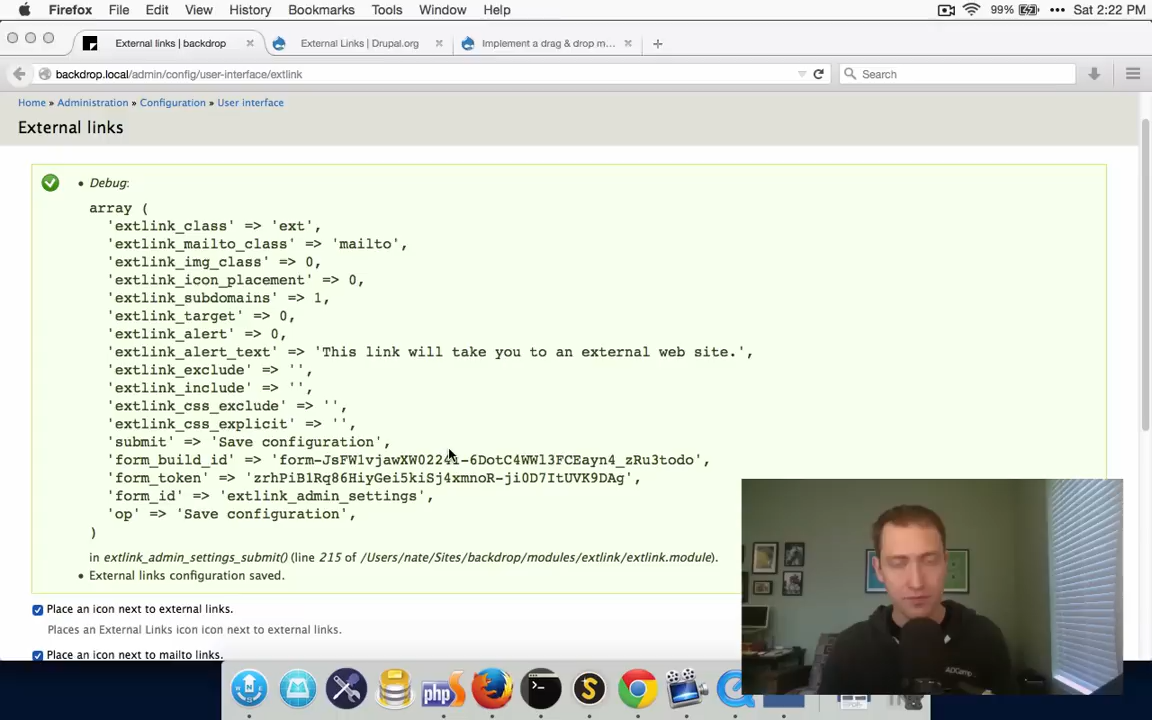 Firefox File Edit View History Bookmarks Tools Window Help 99% Sat 2:22 PM
External links | backdrop
External Links | Drupal.org
Implement a drag & drop m...
backdrop.local/admin/config/user-interface/extlink
Search
Home » Administration » Configuration » User interface
External links
Debug:
array (
'extlink_class' => 'ext',
'extlink_mailto_class' => 'mailto',
'extlink_img_class' => 0,
'extlink_icon_placement' => 0,
'extlink_subdomains' => 1,
'extlink_target' => 0,
'extlink_alert' => 0,
'extlink_alert_text' => 'This link will take you to an external web site.',
'extlink_exclude' => '',
'extlink_include' => '',
'extlink_css_exclude' => '',
'extlink_css_explicit' => '',
'submit' => 'Save configuration',
'form_build_id' =>
'form_token' => 'zrhPiB1Rq86HiyGei5kiSj4xmnoR-ji0D7ItUVK9DAg',
'form_id' => 'extlink_admin_settings',
'op' => 'Save configuration',
)
in extlink_admin_settings_submit() (line 215 of /Users/nate/Sites/backdrop/modules/extlink/extlink.module).
External links configuration saved.
Place an icon next to external links.
Places an External Links icon icon next to external links.
Place an icon next to mailto links.
php
S
ADCamp